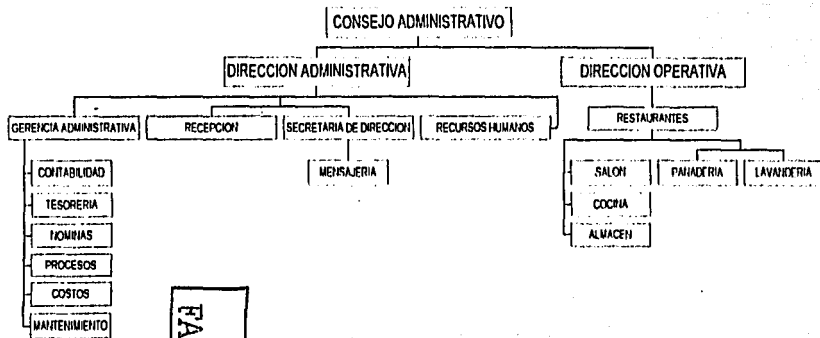 CONSEJO ADMINISTRATIVO
DIRECCION ADMINISTRATIVA
DIRECCION OPERATIVA
GERENCIA ADMINISTRATIVA
RECEPCION
SECRETARIA DE DIRECCION
RECURSOS HUMANOS
RESTAURANTES
CONTABILIDAD
MENSAJERIA
SALON
PANADERIA
LAVANDERIA
TESORERIA
COCINA
NOMINAS
ALMACEN
PROCESOS
COSTOS
MANTENIMIENTO
FA